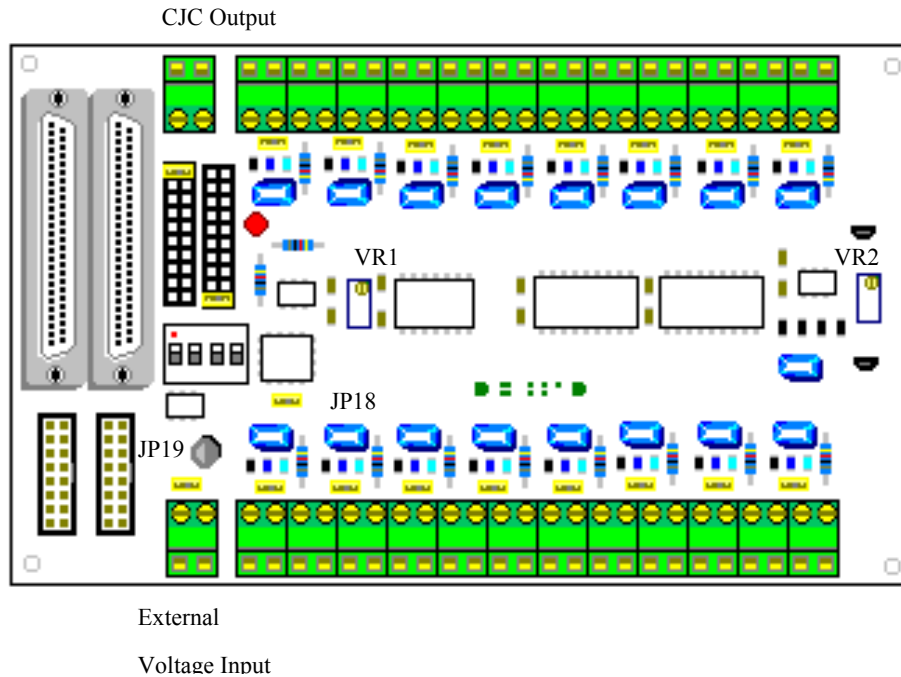 CJC Output
VR1
VR2
JP18
JP19
External
Voltage Input